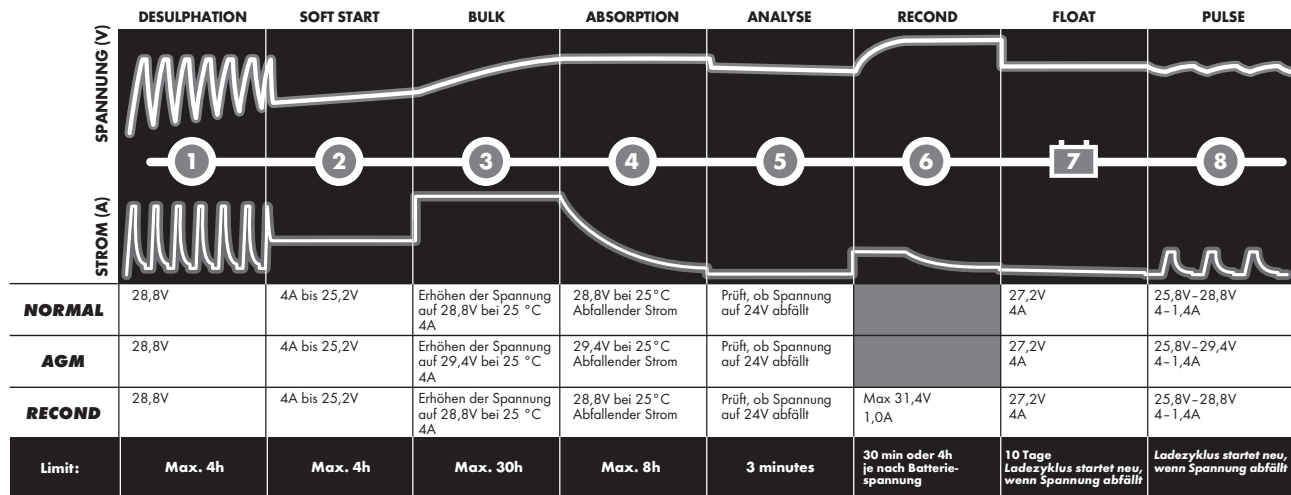 DESULPHATION SOFT START BULK ABSORPTION ANALYSE RECOND FLOAT PULSE
SPANNUNG (V)
1 2 3 4 5 6 7 8
STROM (A)
NORMAL
28,8V
4A bis 25,2V
Erhöhen der Spannung
auf 28,8V bei 25 °C
4A
28,8V bei 25°C
Abfallender Strom
Prüft, ob Spannung
auf 24V abfällt
27,2V
4A
25,8V–28,8V
4–1,4A
AGM
28,8V
4A bis 25,2V
Erhöhen der Spannung
auf 29,4V bei 25 °C
4A
29,4V bei 25°C
Abfallender Strom
Prüft, ob Spannung
auf 24V abfällt
27,2V
4A
25,8V–29,4V
4–1,4A
RECOND
28,8V
4A bis 25,2V
Erhöhen der Spannung
auf 28,8V bei 25 °C
4A
28,8V bei 25°C
Abfallender Strom
Prüft, ob Spannung
auf 24V abfällt
Max 31,4V
1,0A
27,2V
4A
25,8V–28,8V
4–1,4A
Limit:
Max. 4h
Max. 4h
Max. 30h
Max. 8h
3 minutes
30 min oder 4h
je nach Batterie-
spannung
10 Tage
Ladezyklus startet neu,
wenn Spannung abfällt
Ladezyklus startet neu,
wenn Spannung abfällt